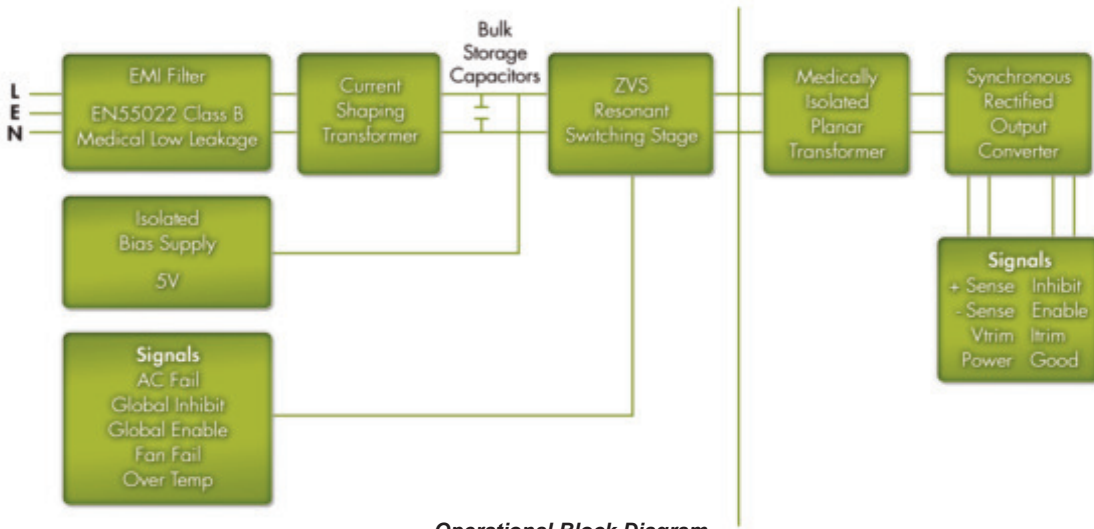 L
E
N
EMI Filter
EN55022 Class B
Medical Low Leakage
Current
Shaping
Transformer
Bulk
Storage
Capacitors
ZVS
Resonant
Switching Stage
Medically
Isolated
Planar
Transformer
Synchronous
Rectified
Output
Converter
Isolated
Bias Supply
5V
Signals
+ Sense Inhibit
- Sense Enable
Vtrim Itrim
Power Good
Signals
AC Fail
Global Inhibit
Global Enable
Fan Fail
Over Temp
Operational Block Diagram